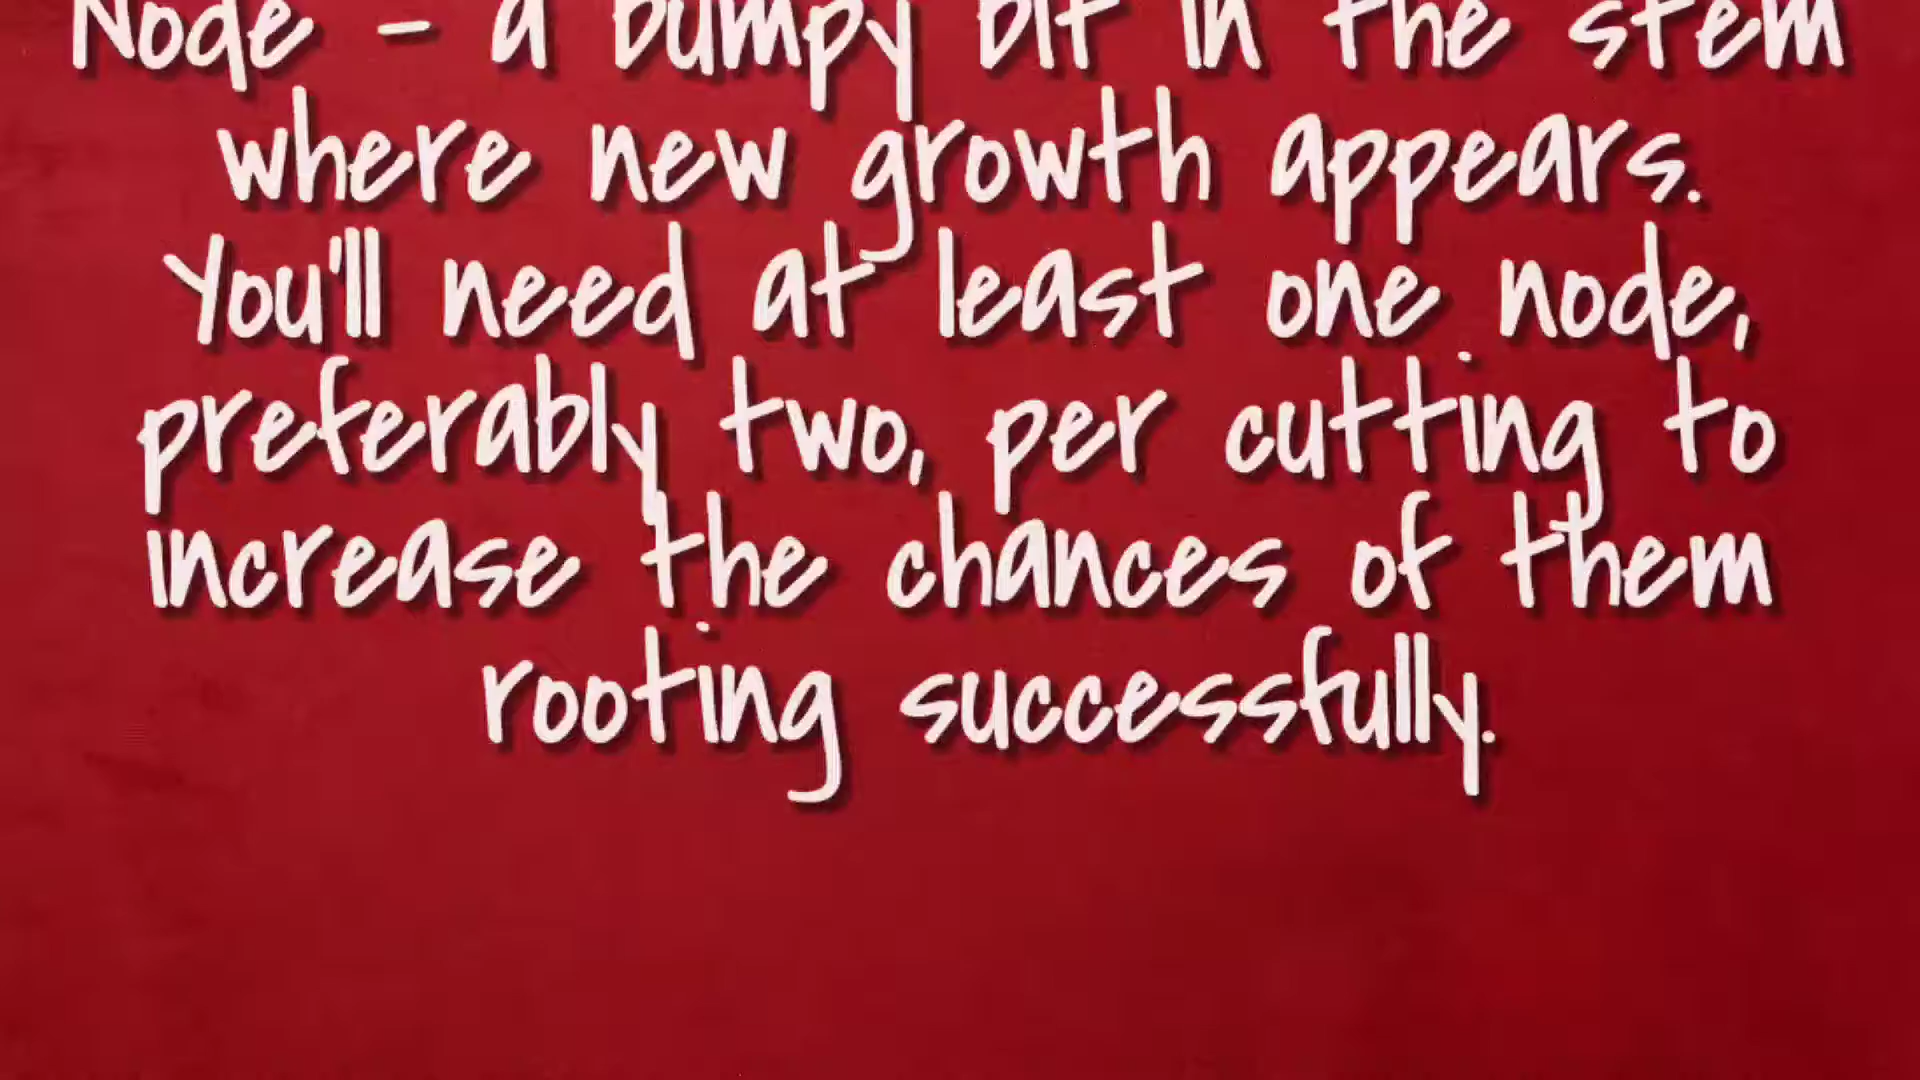 Node - a bumpy bit in the stem
where new growth appears.
You'll need at least one node,
preferably two, per cutting to
increase the chances of them
rooting successfully.